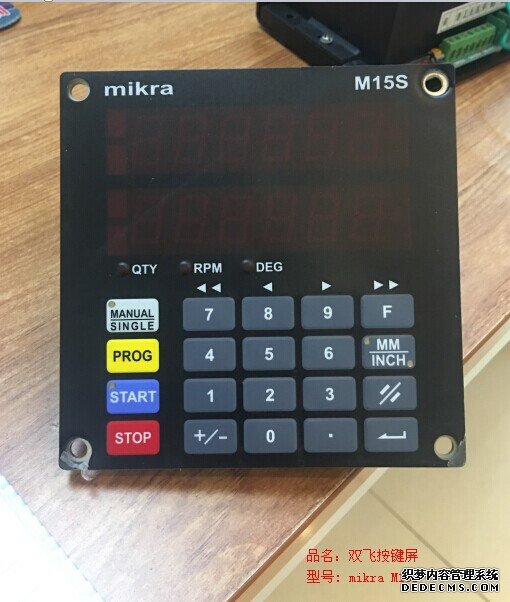 mikra M15S
QTY RPM DEG
◄◄ ◄ ► ►►
MANUAL
SINGLE
7 8 9 F
PROG 4 5 6 MM
INCH
START 1 2 3 //
STOP +/- 0 .
品名：双飞按键屏
型号：mikra M
织梦内容管理系统
DEDECMS.COM